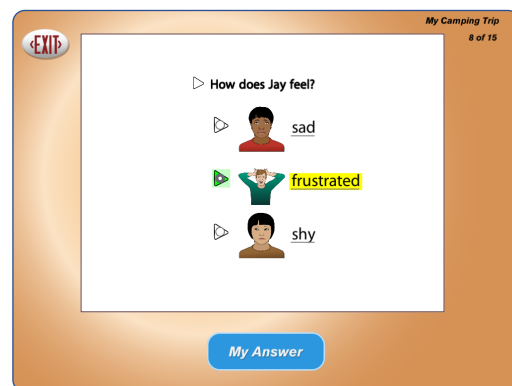 My Camping Trip
‹EXIT›
8 of 15
How does Jay feel?
sad
frustrated
shy
My Answer